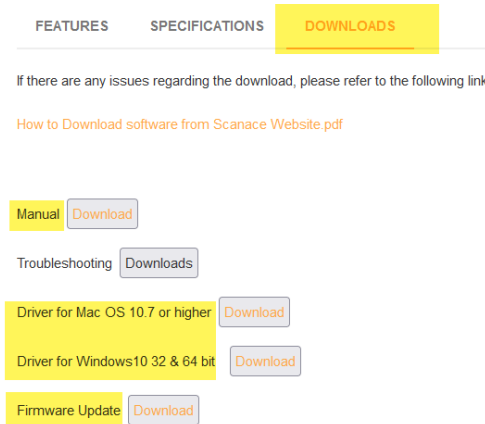 FEATURES SPECIFICATIONS DOWNLOADS
If there are any issues regarding the download, please refer to the following link
How to Download software from Scanace Website.pdf
Manual Download
Troubleshooting Downloads
Driver for Mac OS 10.7 or higher Download
Driver for Windows10 32 & 64 bit Download
Firmware Update Download